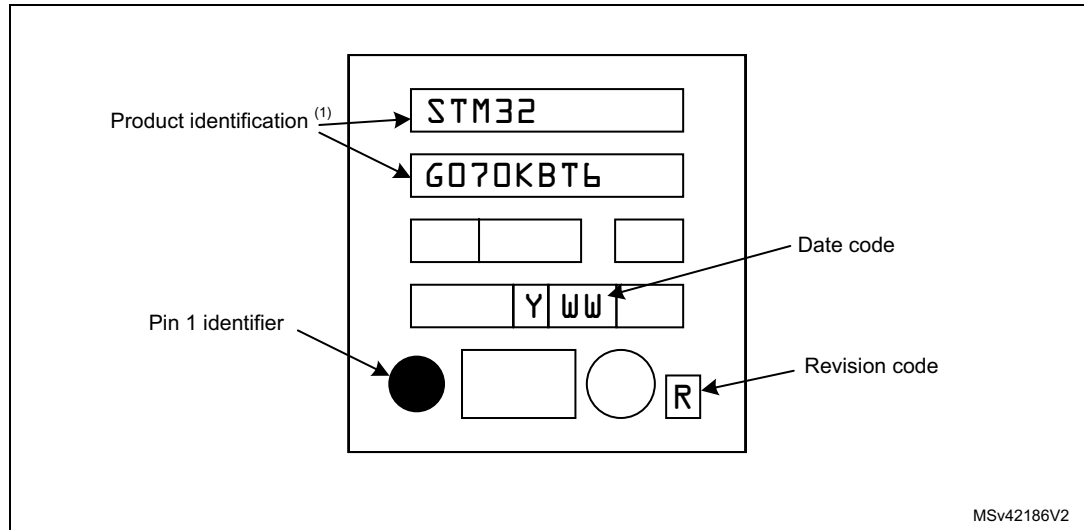 Product identification (1)
STM32
G070KBT6
Date code
Y WW
Pin 1 identifier
Revision code
R
MSv42186V2